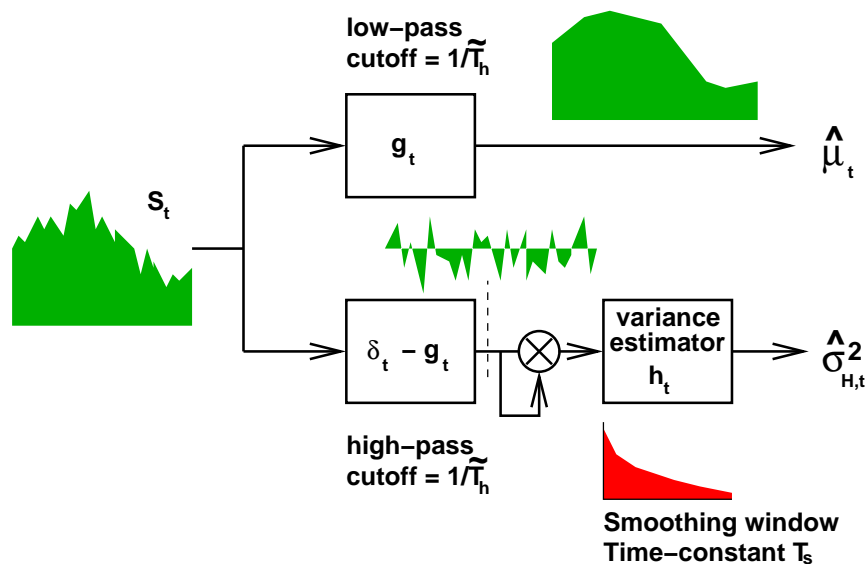 low−pass
cutoff = 1/T̃h
gt
μ̂t
St
δt − gt
variance
estimator
ht
σ̂²H,t
high−pass
cutoff = 1/T̃h
Smoothing window
Time−constant Ts